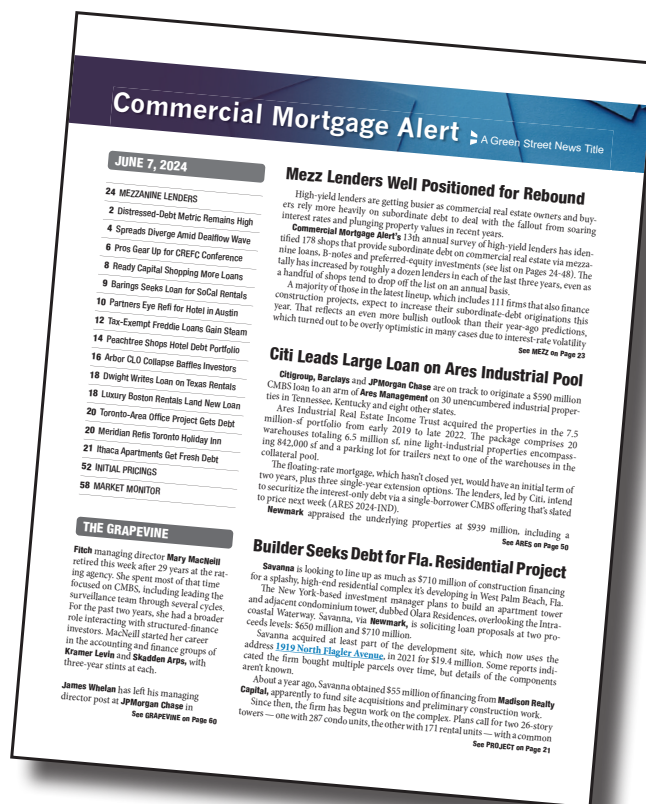 Commercial Mortgage Alert
A Green Street News Title
JUNE 7, 2024
24 MEZZANINE LENDERS
2 Distressed-Debt Metric Remains High
4 Spreads Diverge Amid Dealflow Wave
6 Pros Gear Up for CREFC Conference
8 Ready Capital Shopping More Loans
9 Barings Seeks Loan for SoCal Rentals
10 Partners Eye Refi for Hotel in Austin
12 Tax-Exempt Freddie Loans Gain Steam
14 Peachtree Shops Hotel Debt Portfolio
16 Arbor CLO Collapse Baffles Investors
18 Dwight Writes Loan on Texas Rentals
18 Luxury Boston Rentals Land New Loan
20 Toronto-Area Office Project Gets Debt
20 Meridian Refis Toronto Holiday Inn
21 Ithaca Apartments Get Fresh Debt
52 INITIAL PRICINGS
58 MARKET MONITOR
THE GRAPEVINE
Fitch managing director Mary MacNeill
retired this week after 29 years at the rat-
ing agency. She spent most of that time
focused on CMBS, including leading the
surveillance team through several cycles.
For the past two years, she had a broader
role interacting with structured-finance
investors. MacNeill started her career
in the accounting and finance groups of
Kramer Levin and Skadden Arps, with
three-year stints at each.
James Whelan has left his managing
director post at JPMorgan Chase in
See GRAPEVINE on Page 60
Mezz Lenders Well Positioned for Rebound
High-yield lenders are getting busier as commercial real estate owners and buy-
ers rely more heavily on subordinate debt to deal with the fallout from soaring
interest rates and plunging property values in recent years.
Commercial Mortgage Alert's 13th annual survey of high-yield lenders has iden-
tified 178 shops that provide subordinate debt on commercial real estate via mezza-
nine loans, B-notes and preferred-equity investments (see list on Pages 24-48). The
tally has increased by roughly a dozen lenders in each of the last three years, even as
a handful of shops tend to drop off the list on an annual basis.
A majority of those in the latest lineup, which includes 111 firms that also finance
construction projects, expect to increase their subordinate-debt originations this
year. That reflects an even more bullish outlook than their year-ago predictions,
which turned out to be overly optimistic in many cases due to interest-rate volatility
See MEZZ on Page 23
Citi Leads Large Loan on Ares Industrial Pool
Citigroup, Barclays and JPMorgan Chase are on track to originate a $590 million
CMBS loan to an arm of Ares Management on 30 unencumbered industrial proper-
ties in Tennessee, Kentucky and eight other states.
Ares Industrial Real Estate Income Trust acquired the properties in the 7.5
million-sf portfolio from early 2019 to late 2022. The package comprises 20
warehouses totaling 6.5 million sf, nine light-industrial properties encompass-
ing 842,000 sf and a parking lot for trailers next to one of the warehouses in the
collateral pool.
The floating-rate mortgage, which hasn't closed yet, would have an initial term of
two years, plus three single-year extension options. The lenders, led by Citi, intend
to securitize the interest-only debt via a single-borrower CMBS offering that's slated
to price next week (ARES 2024-IND).
Newmark appraised the underlying properties at $939 million, including a
See ARES on Page 50
Builder Seeks Debt for Fla. Residential Project
Savanna is looking to line up as much as $710 million of construction financing
for a splashy, high-end residential complex it's developing in West Palm Beach, Fla.
The New York-based investment manager plans to build an apartment tower
and adjacent condominium tower, dubbed Olara Residences, overlooking the Intra-
coastal Waterway. Savanna, via Newmark, is soliciting loan proposals at two pro-
ceeds levels: $650 million and $710 million.
Savanna acquired at least part of the development site, which now uses the
address 1919 North Flagler Avenue, in 2021 for $19.4 million. Some reports indi-
cated the firm bought multiple parcels over time, but details of the components
aren't known.
About a year ago, Savanna obtained $55 million of financing from Madison Realty
Capital, apparently to fund site acquisitions and preliminary construction work.
Since then, the firm has begun work on the complex. Plans call for two 26-story
towers — one with 287 condo units, the other with 171 rental units — with a common
See PROJECT on Page 21